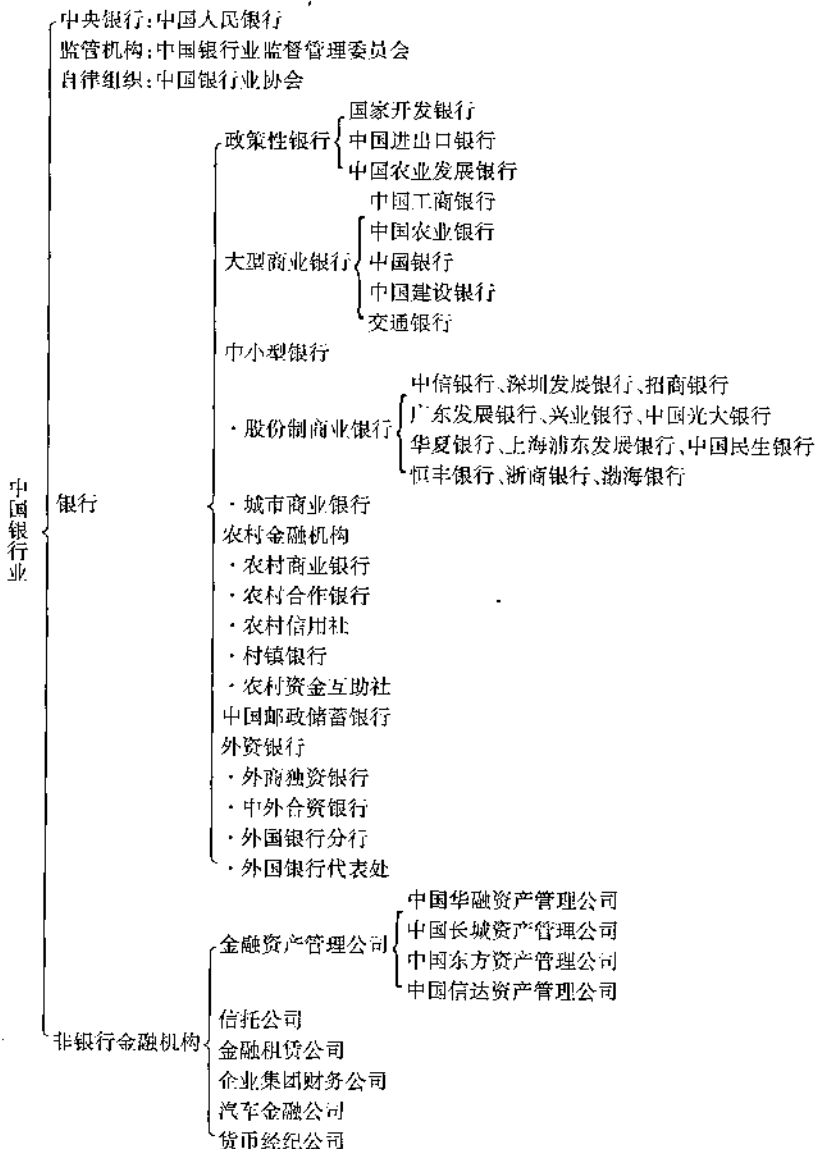 中央银行:中国人民银行
监管机构:中国银行业监督管理委员会
自律组织:中国银行业协会
国家开发银行
政策性银行
中国进出口银行
中国农业发展银行
中国工商银行
中国农业银行
大型商业银行
中国银行
中国建设银行
交通银行
中小型银行
中信银行、深圳发展银行、招商银行
广东发展银行、兴业银行、中国光大银行
·股份制商业银行
华夏银行、上海浦东发展银行、中国民生银行
恒丰银行、浙商银行、渤海银行
中国银行业
银行
·城市商业银行
农村金融机构
·农村商业银行
·农村合作银行
·农村信用社
·村镇银行
·农村资金互助社
中国邮政储蓄银行
外资银行
·外商独资银行
·中外合资银行
·外国银行分行
·外国银行代表处
中国华融资产管理公司
金融资产管理公司
中国长城资产管理公司
中国东方资产管理公司
中国信达资产管理公司
信托公司
非银行金融机构
金融租赁公司
企业集团财务公司
汽车金融公司
货币经纪公司